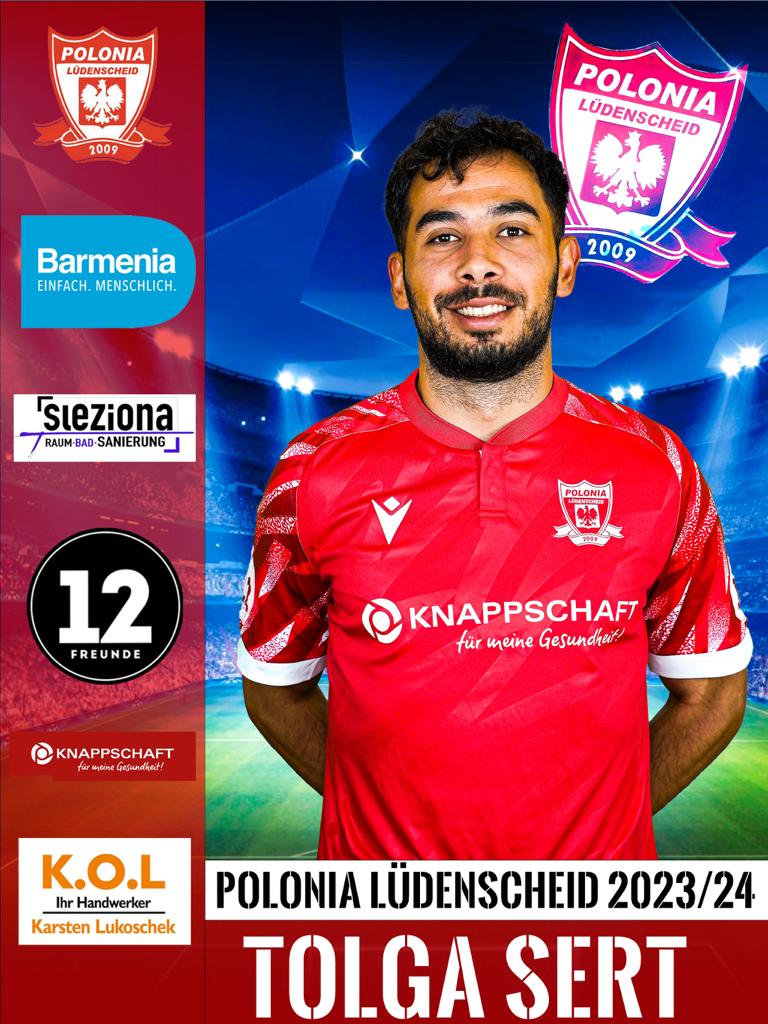 POLONIA
LÜDENSCHEID
2009
Barmenia
EINFACH. MENSCHLICH.
sleziona
RAUM·BAD·SANIERUNG
12
FREUNDE
KNAPPSCHAFT
für meine Gesundheit!
K.O.L
Ihr Handwerker
Karsten Lukoschek
POLONIA
LÜDENSCHEID
2009
POLONIA
LÜDENSCHEID
2009
KNAPPSCHAFT
für meine Gesundheit!
POLONIA LÜDENSCHEID 2023/24
TOLGA SERT